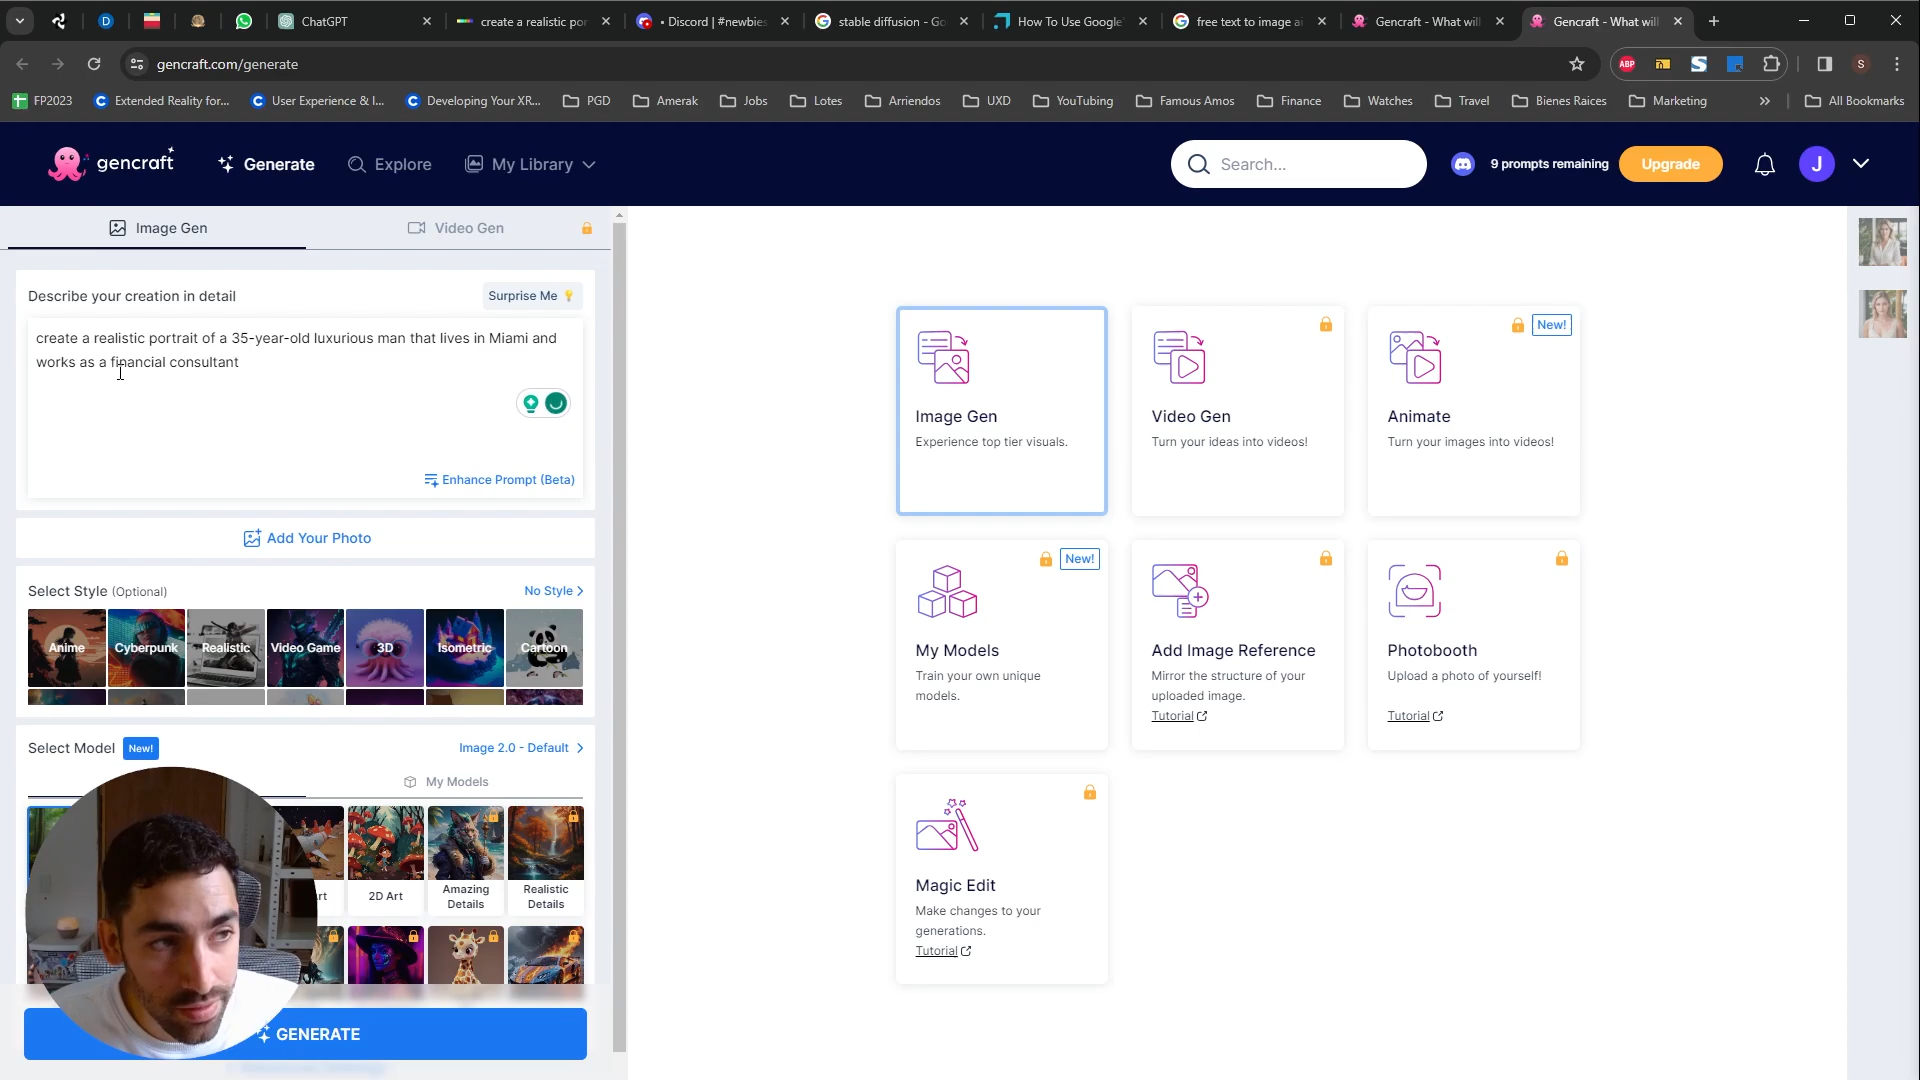 ChatGPT
create a realistic por
• Discord | #newbies
stable diffusion - Go
How To Use Google'
free text to image ai
Gencraft - What will
Gencraft - What will
gencraft.com/generate
ABP
S
FP2023
Extended Reality for...
User Experience & I...
Developing Your XR...
PGD
Amerak
Jobs
Lotes
Arriendos
UXD
YouTubing
Famous Amos
Finance
Watches
Travel
Bienes Raices
Marketing
»
All Bookmarks
gencraft
Generate
Explore
My Library
Search...
9 prompts remaining
Upgrade
J
Image Gen
Video Gen
Describe your creation in detail
Surprise Me
create a realistic portrait of a 35-year-old luxurious man that lives in Miami and
works as a financial consultant
Enhance Prompt (Beta)
Add Your Photo
Select Style (Optional)
No Style
Anime
Cyberpunk
Realistic
Video Game
3D
Isometric
Cartoon
Select Model
New!
Image 2.0 - Default
My Models
rt
2D Art
Amazing
Details
Realistic
Details
GENERATE
Image Gen
Experience top tier visuals.
Video Gen
Turn your ideas into videos!
New!
Animate
Turn your images into videos!
New!
My Models
Train your own unique
models.
Add Image Reference
Mirror the structure of your
uploaded image.
Tutorial
Photobooth
Upload a photo of yourself!
Tutorial
Magic Edit
Make changes to your
generations.
Tutorial